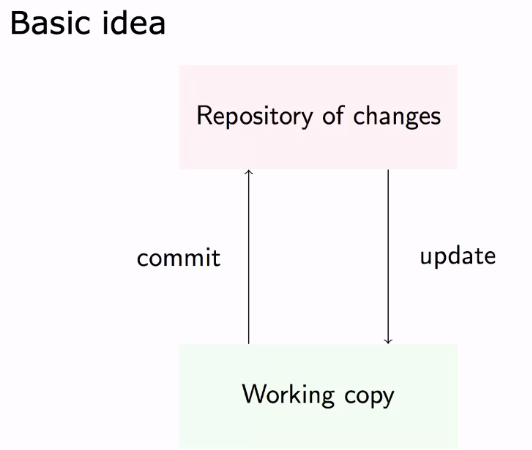 Basic idea
Repository of changes
commit
update
Working copy